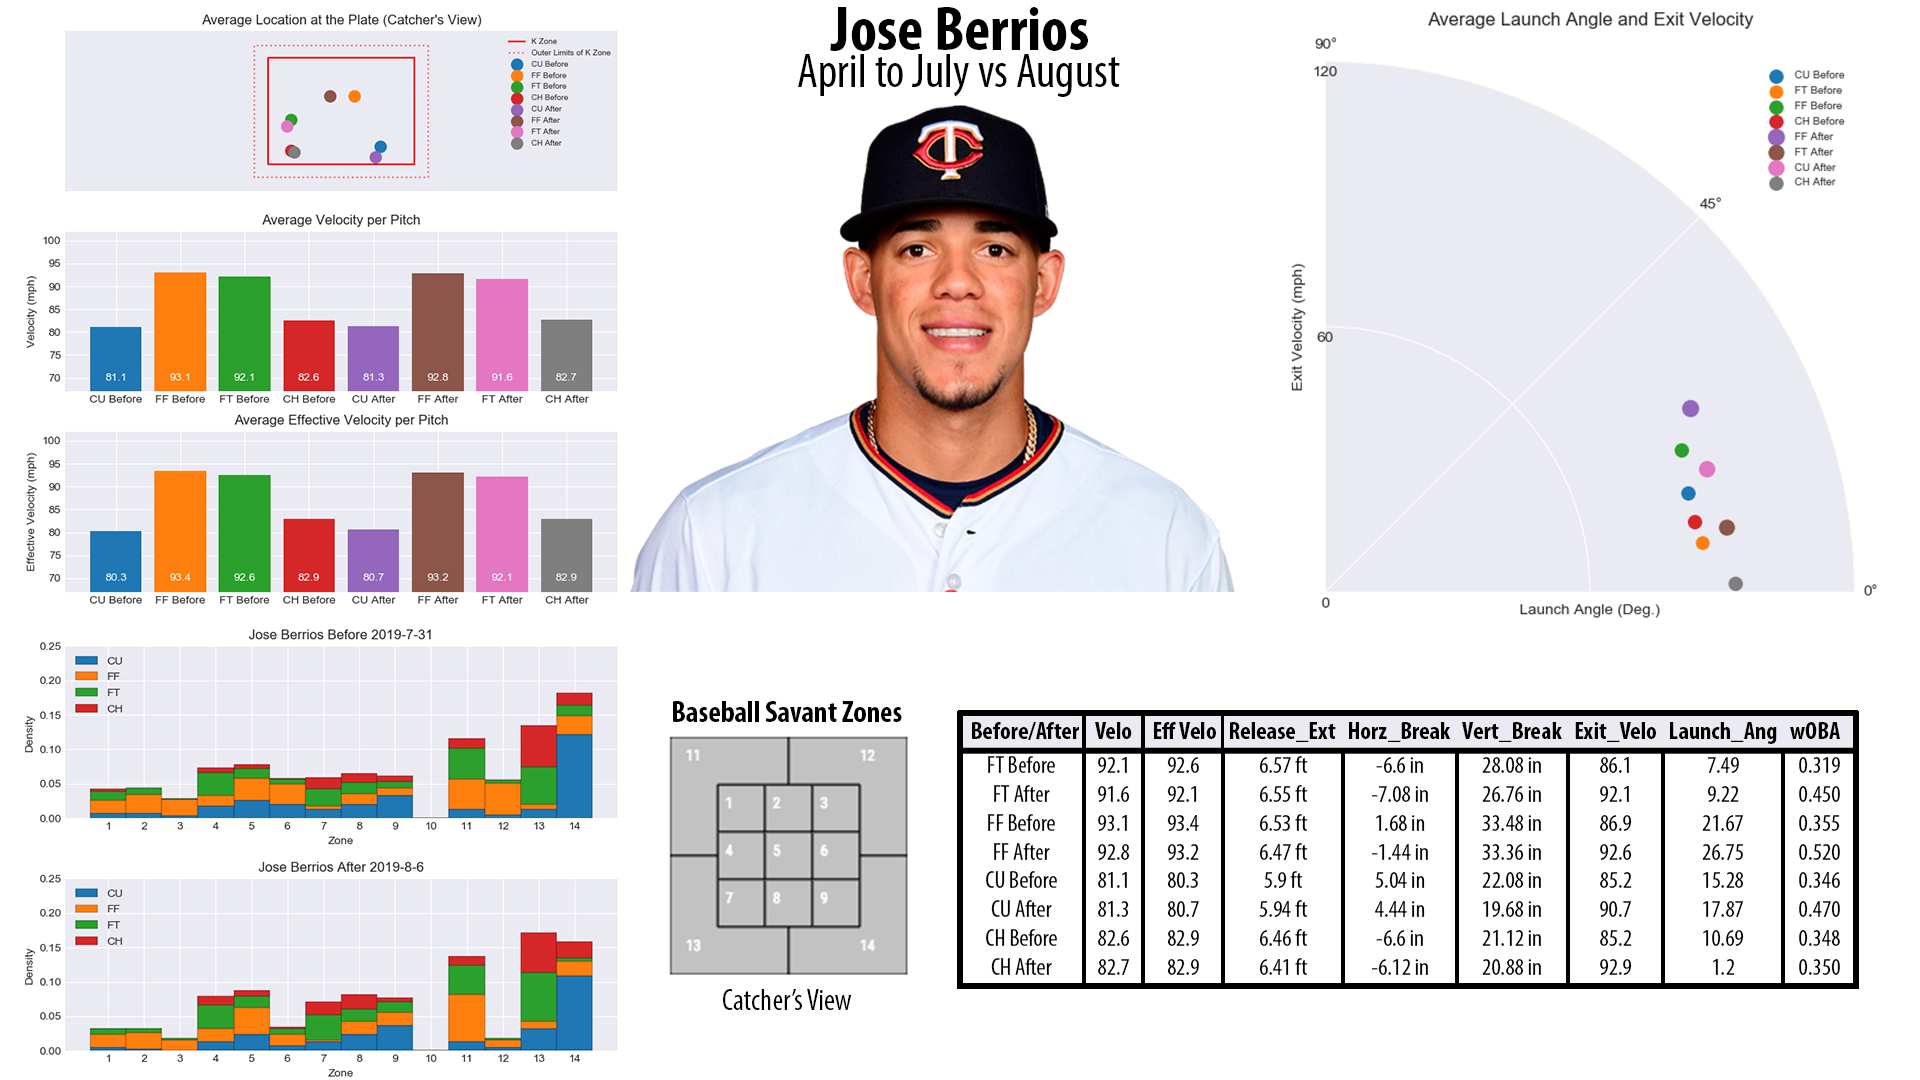 Jose Berrios
April to July vs August
Average Location at the Plate (Catcher's View)
K Zone
Outer Limits of K Zone
CU Before
FF Before
FT Before
CH Before
CU After
FF After
FT After
CH After
Average Velocity per Pitch
Velocity (mph)
100
95
90
85
80
75
70
81.1 93.1 92.1 82.6 81.3 92.8 91.6 82.7
CU Before FF Before FT Before CH Before CU After FF After FT After CH After
Average Effective Velocity per Pitch
Effective Velocity (mph)
100
95
90
85
80
75
70
80.3 93.4 92.6 82.9 80.7 93.2 92.1 82.9
CU Before FF Before FT Before CH Before CU After FF After FT After CH After
Jose Berrios Before 2019-7-31
Density
0.25
0.20
0.15
0.10
0.05
0.00
CU
FF
FT
CH
1 2 3 4 5 6 7 8 9 10 11 12 13 14
Zone
Jose Berrios After 2019-8-6
Density
0.25
0.20
0.15
0.10
0.05
0.00
CU
FF
FT
CH
1 2 3 4 5 6 7 8 9 10 11 12 13 14
Zone
TC
Average Launch Angle and Exit Velocity
90°
120
CU Before
FT Before
FF Before
CH Before
FF After
FT After
CU After
CH After
45°
Exit Velocity (mph)
60
0
0°
Launch Angle (Deg.)
Baseball Savant Zones
11 12
1 2 3
4 5 6
7 8 9
13 14
Catcher's View
Before/After Velo Eff Velo Release_Ext Horz_Break Vert_Break Exit_Velo Launch_Ang wOBA
FT Before 92.1 92.6 6.57 ft -6.6 in 28.08 in 86.1 7.49 0.319
FT After 91.6 92.1 6.55 ft -7.08 in 26.76 in 92.1 9.22 0.450
FF Before 93.1 93.4 6.53 ft 1.68 in 33.48 in 86.9 21.67 0.355
FF After 92.8 93.2 6.47 ft -1.44 in 33.36 in 92.6 26.75 0.520
CU Before 81.1 80.3 5.9 ft 5.04 in 22.08 in 85.2 15.28 0.346
CU After 81.3 80.7 5.94 ft 4.44 in 19.68 in 90.7 17.87 0.470
CH Before 82.6 82.9 6.46 ft -6.6 in 21.12 in 85.2 10.69 0.348
CH After 82.7 82.9 6.41 ft -6.12 in 20.88 in 92.9 1.2 0.350